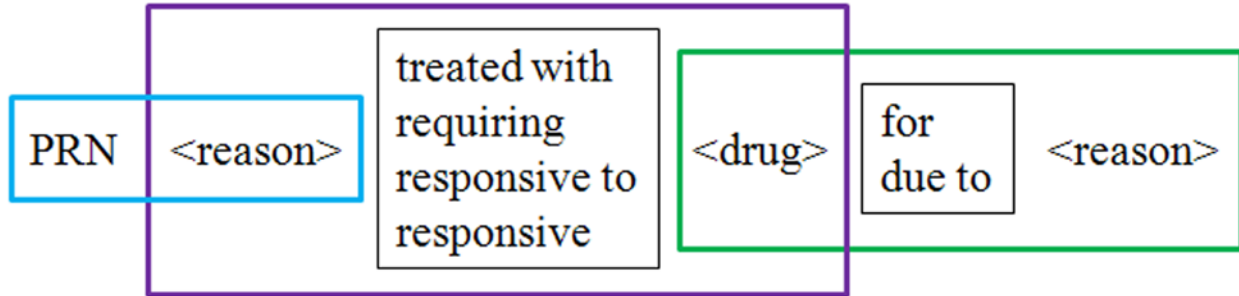 PRN
<reason>
treated with
requiring
responsive to
responsive
<drug>
for
due to
<reason>